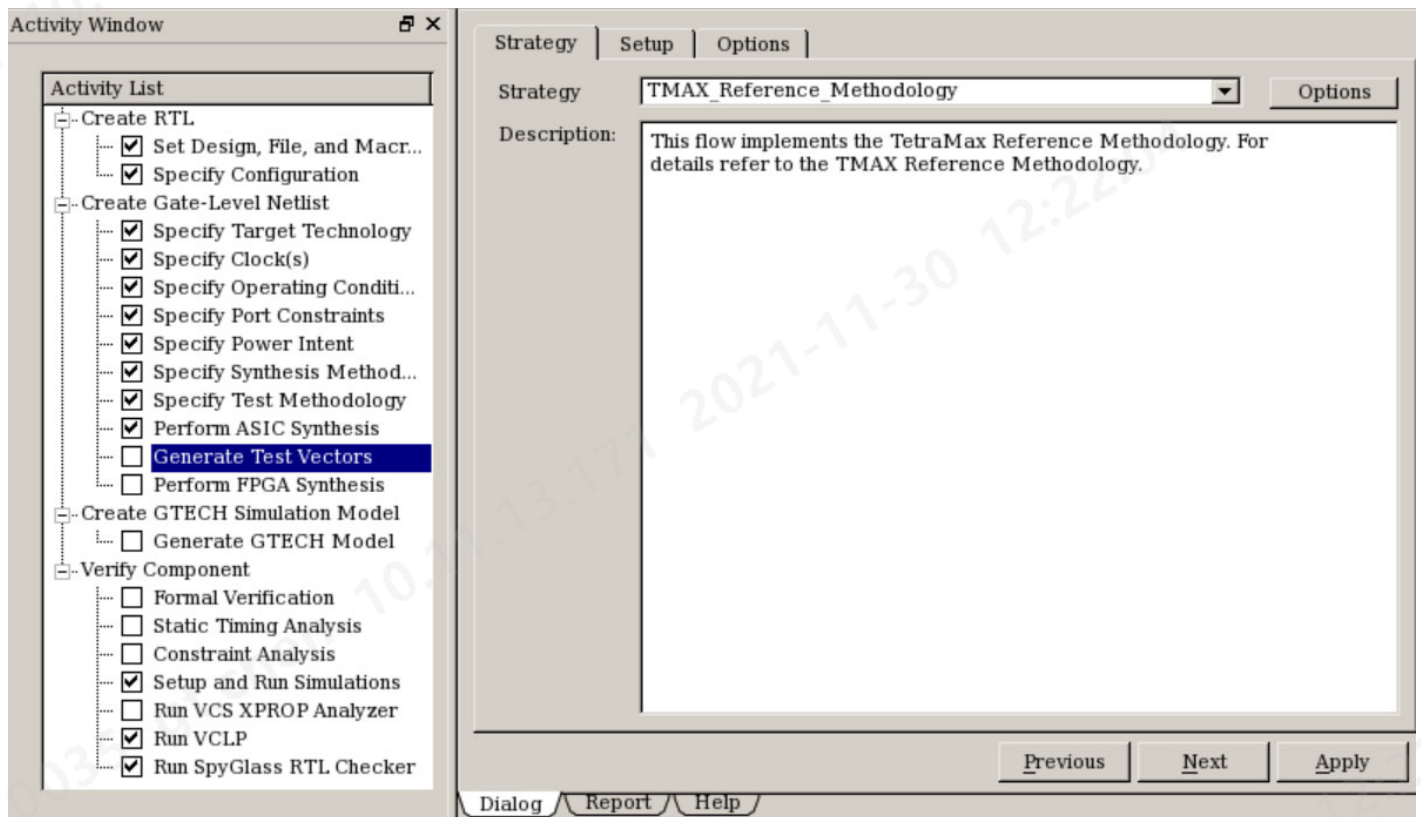 Activity Window
Activity List
Create RTL
Set Design, File, and Macr...
Specify Configuration
Create Gate-Level Netlist
Specify Target Technology
Specify Clock(s)
Specify Operating Conditi...
Specify Port Constraints
Specify Power Intent
Specify Synthesis Method...
Specify Test Methodology
Perform ASIC Synthesis
Generate Test Vectors
Perform FPGA Synthesis
Create GTECH Simulation Model
Generate GTECH Model
Verify Component
Formal Verification
Static Timing Analysis
Constraint Analysis
Setup and Run Simulations
Run VCS XPROP Analyzer
Run VCLP
Run SpyGlass RTL Checker
Strategy Setup Options
Strategy TMAX_Reference_Methodology Options
Description: This flow implements the TetraMax Reference Methodology. For
details refer to the TMAX Reference Methodology.
Previous Next Apply
Dialog Report Help
2021-11-30